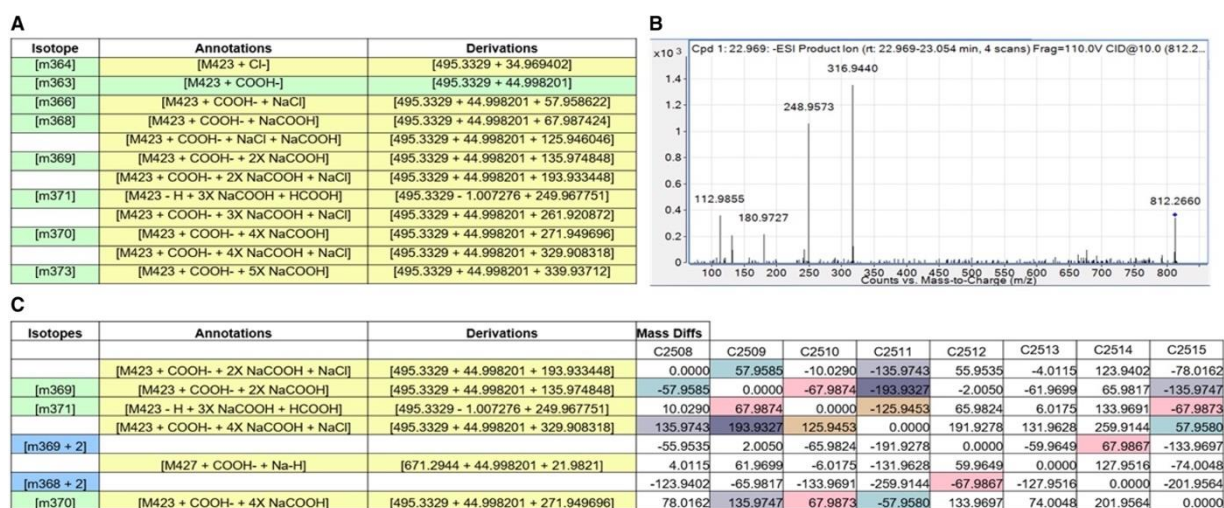 A
Isotope Annotations Derivations
[m364] [M423 + Cl-] [495.3329 + 34.969402]
[m363] [M423 + COOH-] [495.3329 + 44.998201]
[m366] [M423 + COOH- + NaCl] [495.3329 + 44.998201 + 57.958622]
[m368] [M423 + COOH- + NaCOOH] [495.3329 + 44.998201 + 67.987424]
[M423 + COOH- + NaCl + NaCOOH] [495.3329 + 44.998201 + 125.946046]
[m369] [M423 + COOH- + 2X NaCOOH] [495.3329 + 44.998201 + 135.974848]
[M423 + COOH- + 2X NaCOOH + NaCl] [495.3329 + 44.998201 + 193.933448]
[m371] [M423 - H + 3X NaCOOH + HCOOH] [495.3329 - 1.007276 + 249.967751]
[M423 + COOH- + 3X NaCOOH + NaCl] [495.3329 + 44.998201 + 261.920872]
[m370] [M423 + COOH- + 4X NaCOOH] [495.3329 + 44.998201 + 271.949696]
[M423 + COOH- + 4X NaCOOH + NaCl] [495.3329 + 44.998201 + 329.908318]
[m373] [M423 + COOH- + 5X NaCOOH] [495.3329 + 44.998201 + 339.93712]
B
x10 3 Cpd 1: 22.969: -ESI Product Ion (rt: 22.969-23.054 min, 4 scans) Frag=110.0V CID@10.0 (812.2...
316.9440
1.4
248.9573
1.2
1
0.8
0.6
112.9855
0.4
180.9727
812.2660
0.2
0
100 150 200 250 300 350 400 450 500 550 600 650 700 750 800
Counts vs. Mass-to-Charge (m/z)
C
Isotopes Annotations Derivations Mass Diffs
C2508 C2509 C2510 C2511 C2512 C2513 C2514 C2515
[M423 + COOH- + 2X NaCOOH + NaCl] [495.3329 + 44.998201 + 193.933448] 0.0000 57.9585 -10.0290 -135.9743 55.9535 -4.0115 123.9402 -78.0162
[m369] [M423 + COOH- + 2X NaCOOH] [495.3329 + 44.998201 + 135.974848] -57.9585 0.0000 -67.9874 -193.9327 -2.0050 -61.9699 65.9817 -135.9747
[m371] [M423 - H + 3X NaCOOH + HCOOH] [495.3329 - 1.007276 + 249.967751] 10.0290 67.9874 0.0000 -125.9453 65.9824 6.0175 133.9691 -67.9873
[M423 + COOH- + 4X NaCOOH + NaCl] [495.3329 + 44.998201 + 329.908318] 135.9743 193.9327 125.9453 0.0000 191.9278 131.9628 259.9144 57.9580
[m369 + 2] -55.9535 2.0050 -65.9824 -191.9278 0.0000 -59.9649 67.9867 -133.9697
[M427 + COOH- + Na-H] [671.2944 + 44.998201 + 21.9821] 4.0115 61.9699 -6.0175 -131.9628 59.9649 0.0000 127.9516 -74.0048
[m368 + 2] -123.9402 -65.9817 -133.9691 -259.9144 -67.9867 -127.9516 0.0000 -201.9564
[m370] [M423 + COOH- + 4X NaCOOH] [495.3329 + 44.998201 + 271.949696] 78.0162 135.9747 67.9873 -57.9580 133.9697 74.0048 201.9564 0.0000